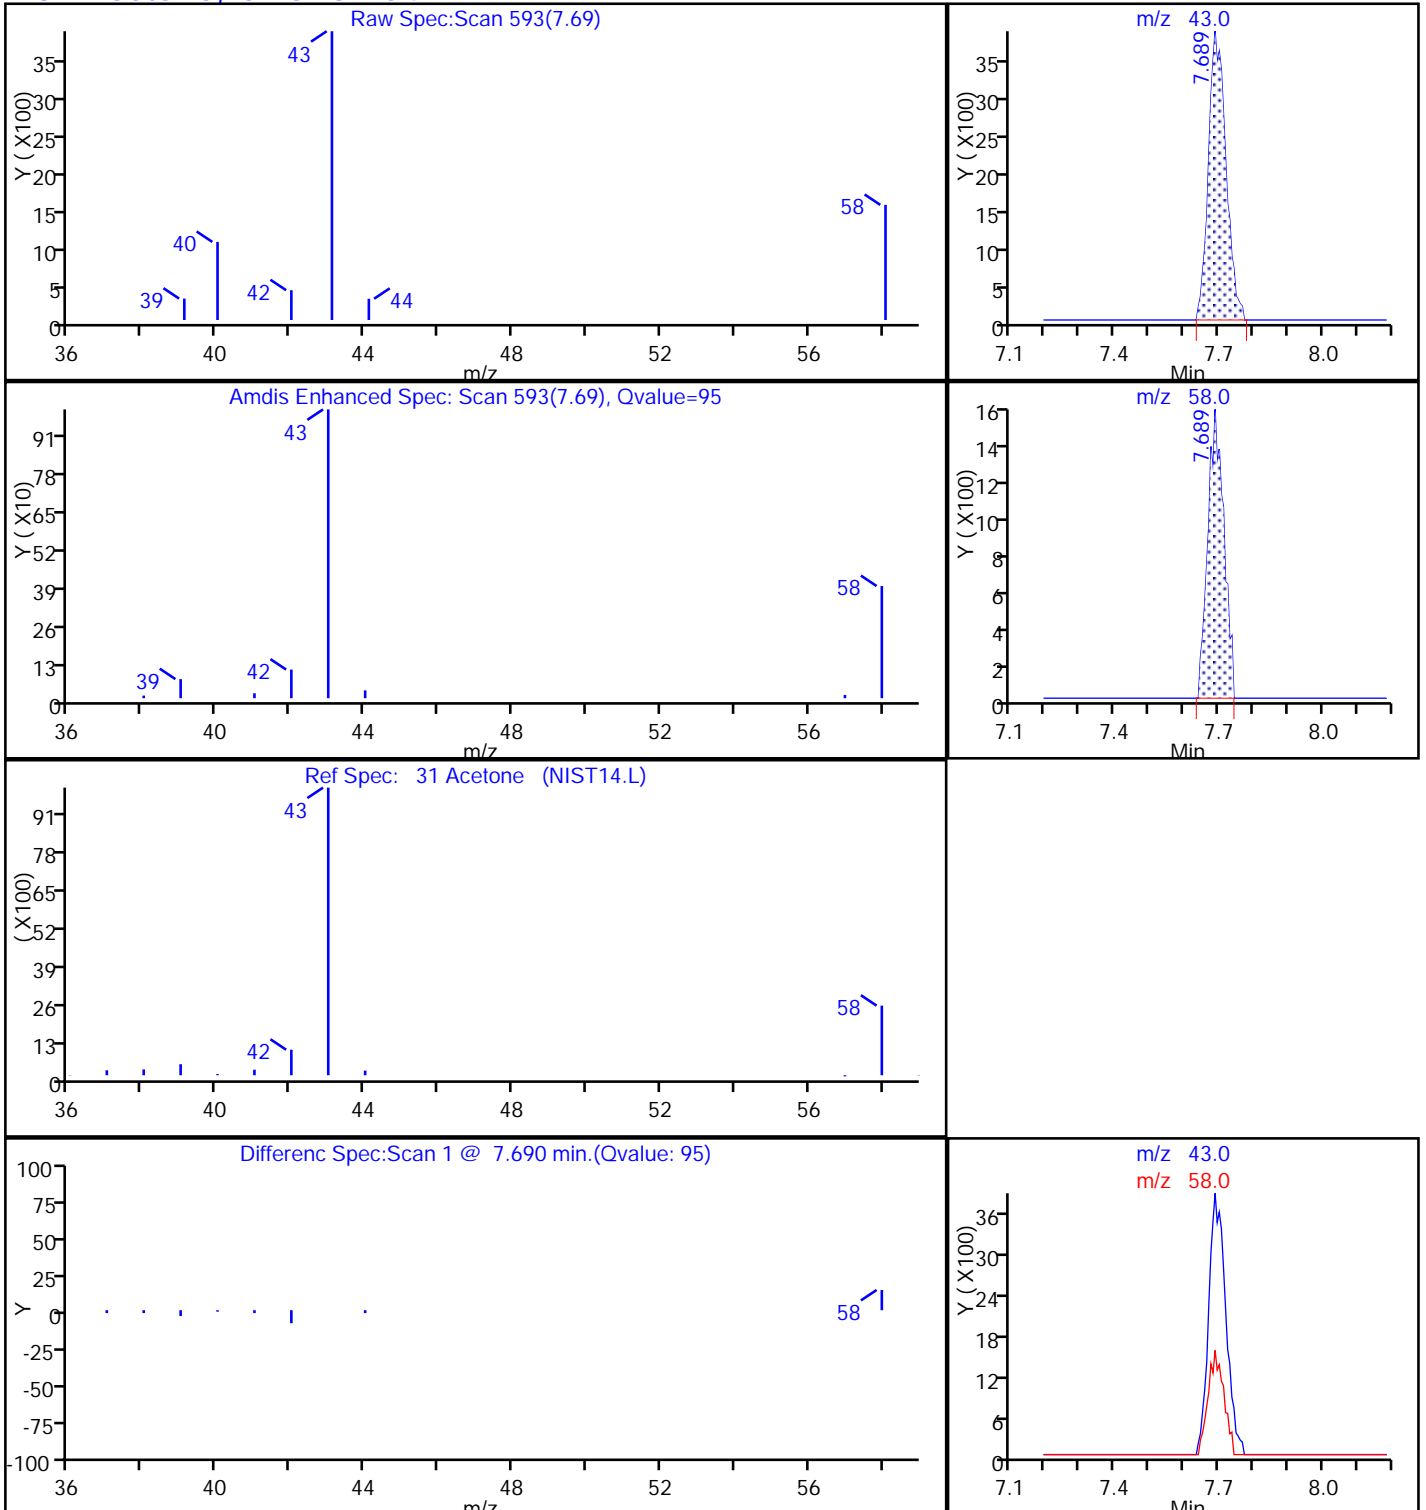 Raw Spec:Scan 593(7.69)
Y ( X100)
35
30
25
20
15
10
5
0
43
58
40
39
42
44
36 40 44 48 52 56
m/z
m/z 43.0
Y ( X100)
35
30
25
20
15
10
5
0
7.689
7.1 7.4 7.7 8.0
Min
Amdis Enhanced Spec: Scan 593(7.69), Qvalue=95
Y ( X10)
91
78
65
52
39
26
13
0
43
58
39
42
36 40 44 48 52 56
m/z
m/z 58.0
Y ( X100)
16
14
12
10
8
6
4
2
0
7.689
7.1 7.4 7.7 8.0
Min
Ref Spec: 31 Acetone (NIST14.L)
( X100)
91
78
65
52
39
26
13
0
43
58
42
36 40 44 48 52 56
Differenc Spec:Scan 1 @ 7.690 min.(Qvalue: 95)
Y
100
75
50
25
0
-25
-50
-75
-100
58
36 40 44 48 52 56
m/z
m/z 43.0
m/z 58.0
Y ( X100)
36
30
24
18
12
6
0
7.1 7.4 7.7 8.0
Min